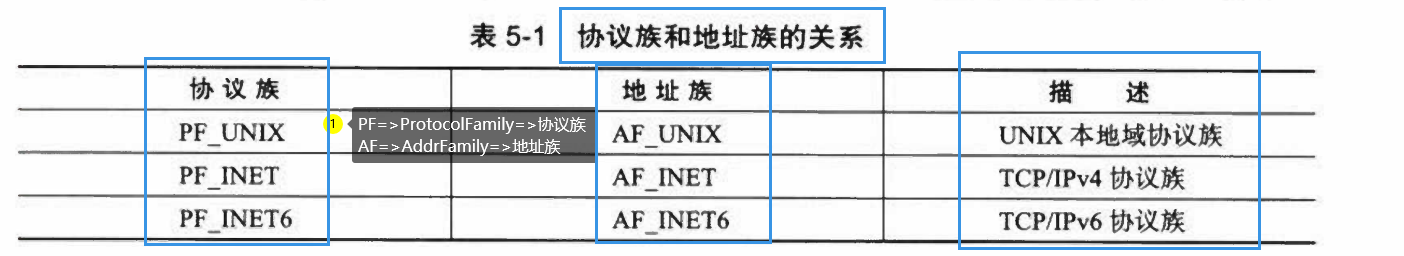 表 5-1 协议族和地址族的关系
协 议 族 地 址 族 描 述
PF_UNIX AF_UNIX UNIX 本地域协议族
1 PF=>ProtocolFamily=>协议族
AF=>AddrFamily=>地址族
PF_INET AF_INET TCP/IPv4 协议族
PF_INET6 AF_INET6 TCP/IPv6 协议族